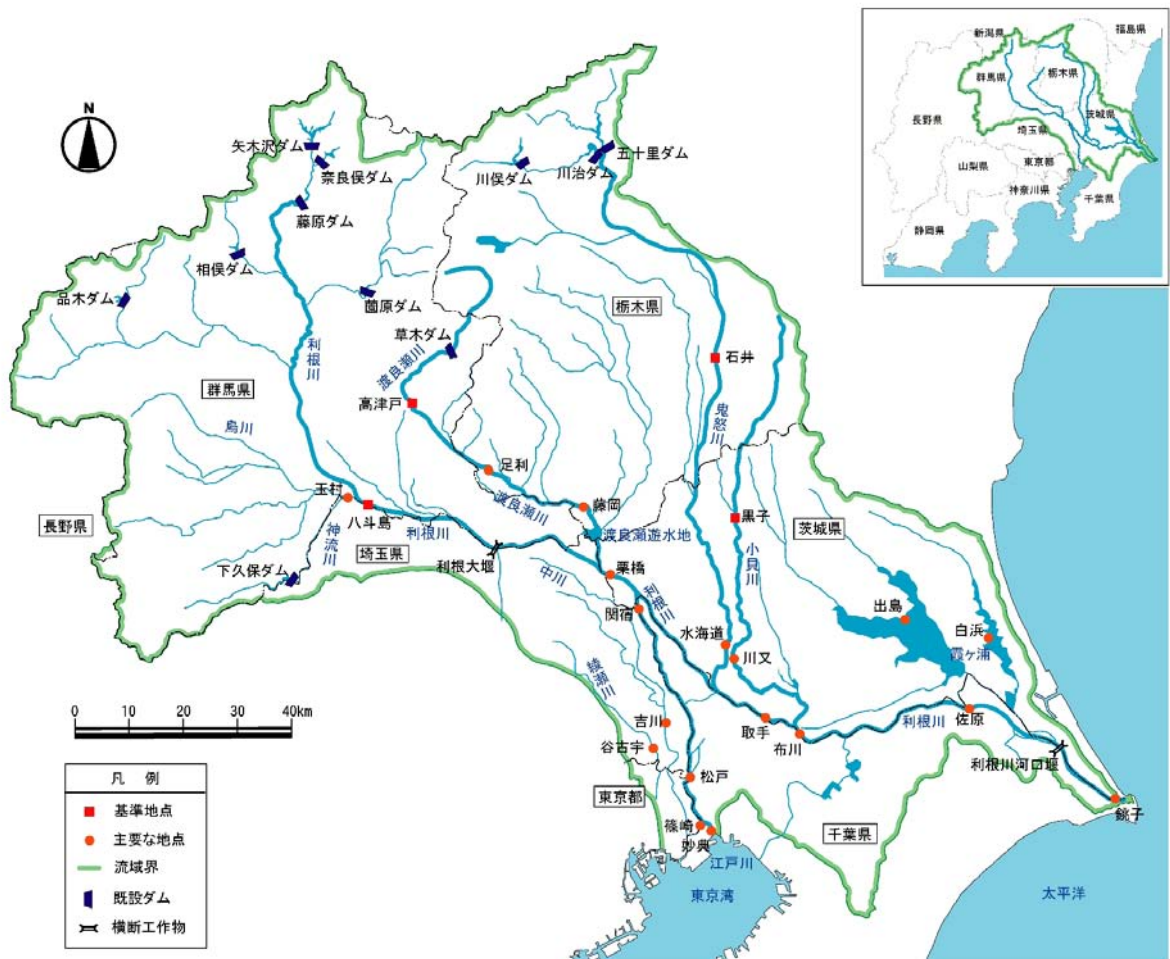 新潟県
福島県
群馬県
栃木県
長野県
茨城県
埼玉県
山梨県
東京都
神奈川県
千葉県
静岡県
N
矢木沢ダム
奈良俣ダム
藤原ダム
相俣ダム
品木ダム
薗原ダム
草木ダム
川俣ダム
川治ダム
五十里ダム
栃木県
石井
利根川
渡良瀬川
群馬県
高津戸
鬼怒川
烏川
足利
玉村
八斗島
渡良瀬川
藤岡
黒子
茨城県
長野県
神流川
利根川
渡良瀬遊水地
小貝川
埼玉県
下久保ダム
利根大堰
中川
栗橋
利根川
関宿
出島
水海道
白浜
川又
霞ヶ浦
綾瀬川
0 10 20 30 40km
吉川
取手
布川
利根川
佐原
谷古宇
利根川河口堰
松戸
東京都
銚子
篠崎
妙典
千葉県
江戸川
東京湾
太平洋
凡 例
基準地点
主要な地点
流域界
既設ダム
横断工作物